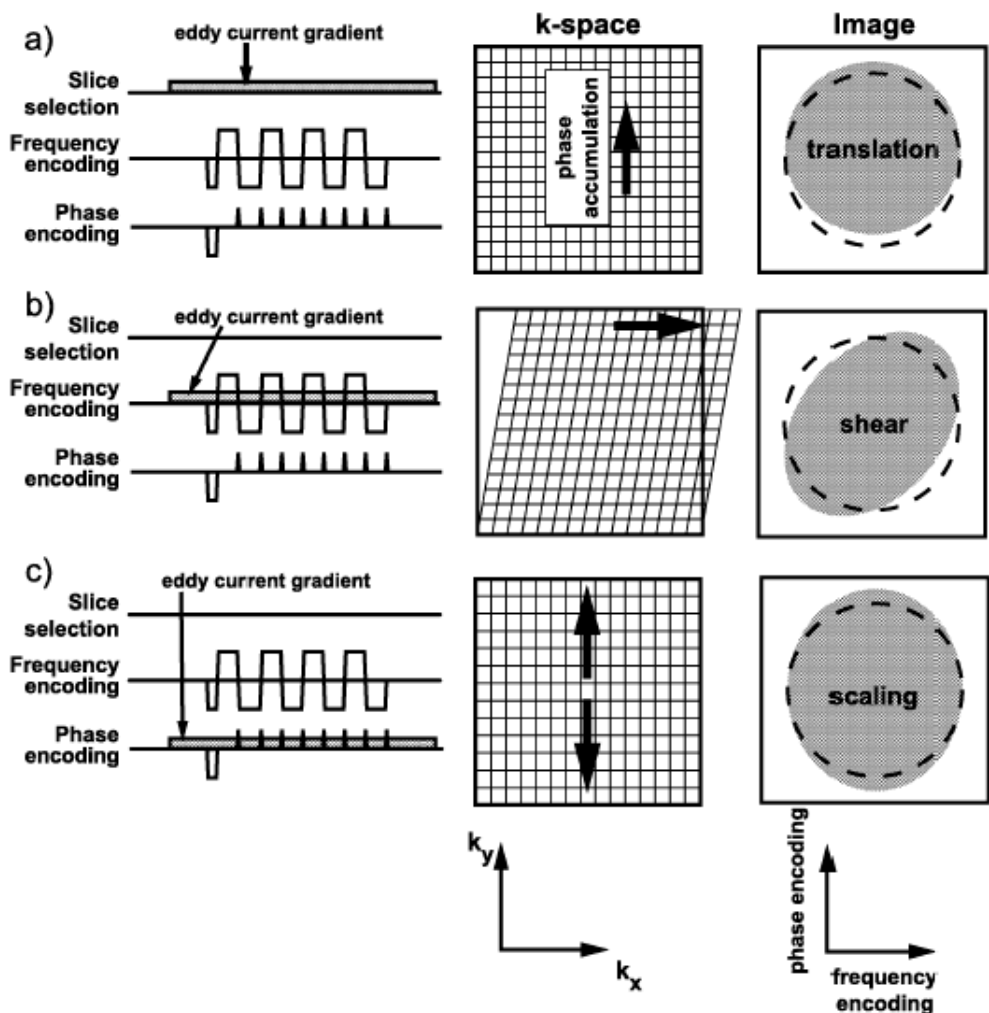 k-space
Image
a)
eddy current gradient
Slice
selection
Frequency
encoding
Phase
encoding
phase
accumulation
translation
b)
eddy current gradient
Slice
selection
Frequency
encoding
Phase
encoding
shear
c)
eddy current gradient
Slice
selection
Frequency
encoding
Phase
encoding
scaling
ky
kx
phase encoding
frequency
encoding